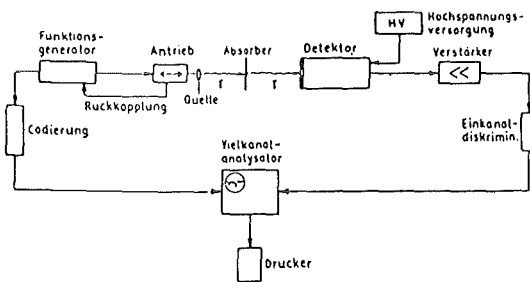 HV
Hochspannungs-
versorgung
Funktions-
generator
Antrieb
Absorber
Detektor
Verstärker
<<
Rückkopplung
Quelle
γ
γ
Codierung
Einkanal-
diskrimin.
Vielkanal-
analysator
Drucker